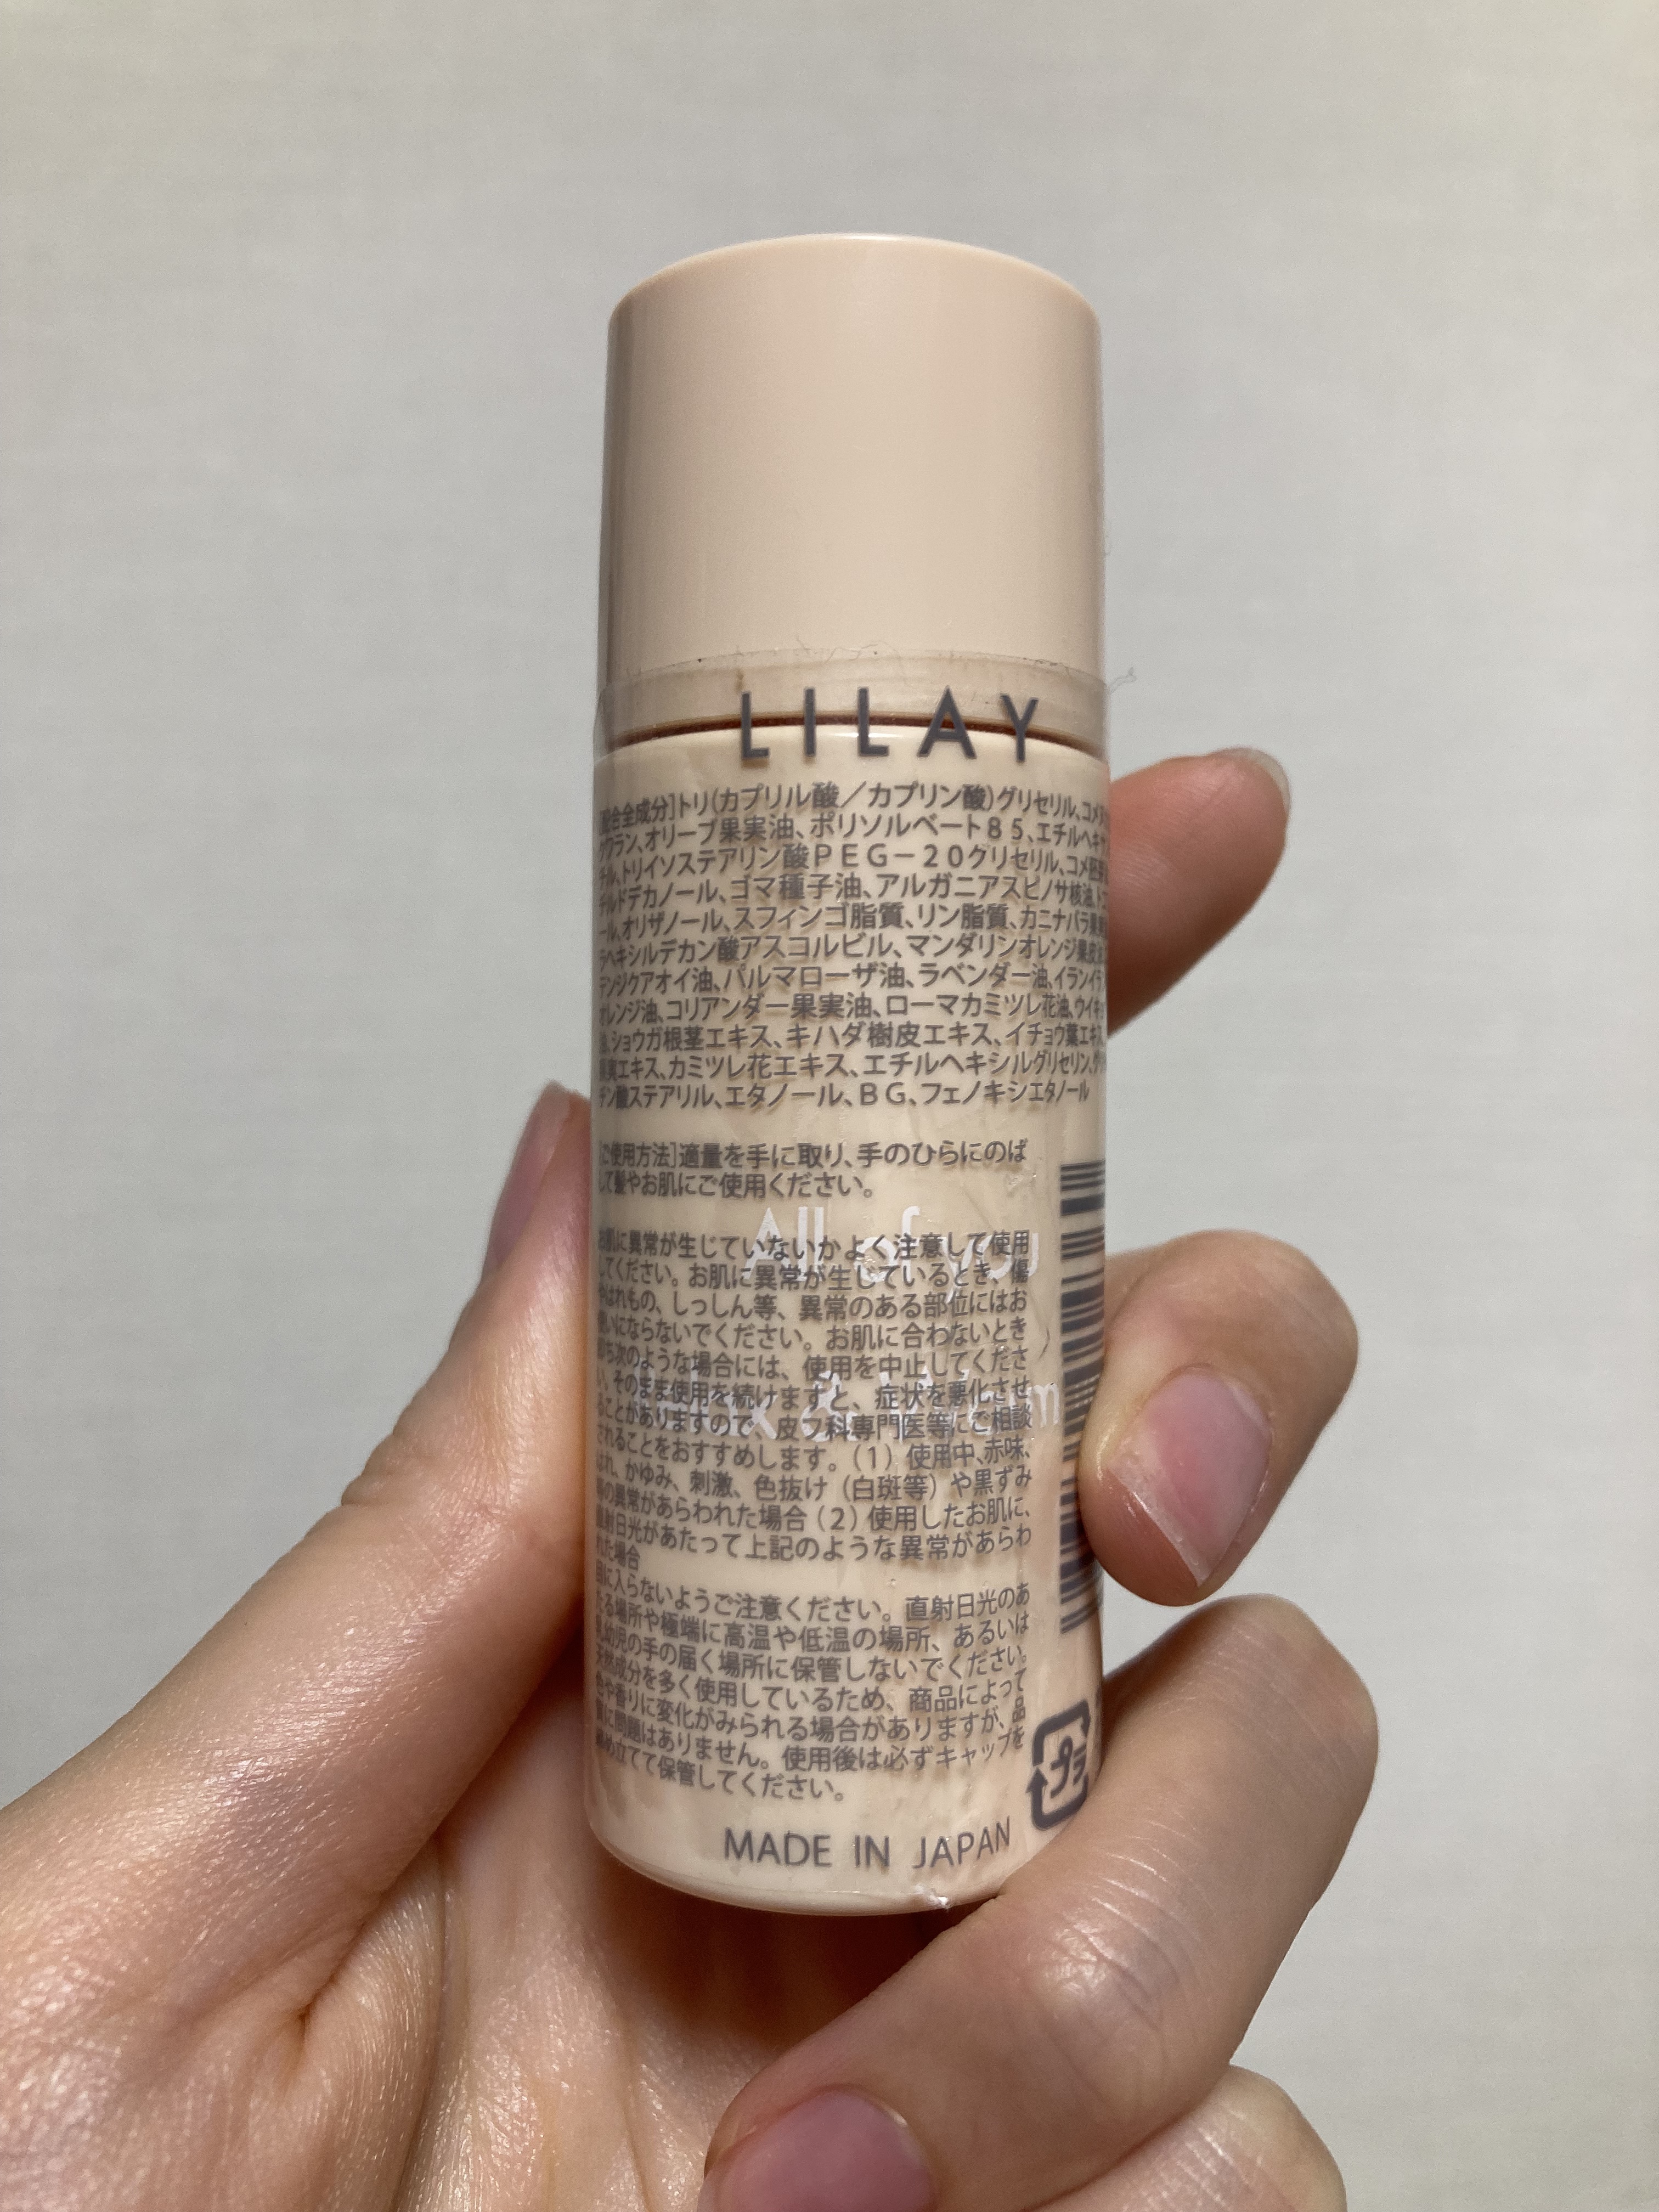 LILAY
[配合全成分]トリ(カプリル酸／カプリン酸)グリセリル、コメヌカ
クワラン、オリーブ果実油、ポリソルベート８５、エチルヘキサ
チル、トリイソステアリン酸ＰＥＧ－２０グリセリル、コメ胚芽
チルドデカノール、ゴマ種子油、アルガニアスピノサ核油、トコ
ール、オリザノール、スフィンゴ脂質、リン脂質、カニナバラ果実
ラヘキシルデカン酸アスコルビル、マンダリンオレンジ果皮油
テンジクアオイ油、パルマローザ油、ラベンダー油、イランイラン
オレンジ油、コリアンダー果実油、ローマカミツレ花油、ウイキョ
油、ショウガ根茎エキス、キハダ樹皮エキス、イチョウ葉エキス
果実エキス、カミツレ花エキス、エチルヘキシルグリセリン、グリ
チン酸ステアリル、エタノール、ＢＧ、フェノキシエタノール
[ご使用方法]適量を手に取り、手のひらにのば
して髪やお肌にご使用ください。
All of you
お肌に異常が生じていないかよく注意して使用
してください。お肌に異常が生じているとき、傷
やはれもの、しっしん等、異常のある部位にはお
使いにならないでください。お肌に合わないとき
即ち次のような場合には、使用を中止してくださ
い。そのまま使用を続けますと、症状を悪化させ
ることがありますので、皮フ科専門医等にご相談
されることをおすすめします。（1）使用中、赤味、
はれ、かゆみ、刺激、色抜け（白斑等）や黒ずみ
等の異常があらわれた場合（2）使用したお肌に、
直射日光があたって上記のような異常があらわ
れた場合
目に入らないようご注意ください。直射日光のあ
たる場所や極端に高温や低温の場所、あるいは
乳幼児の手の届く場所に保管しないでください。
天然成分を多く使用しているため、商品によって
色や香りに変化がみられる場合がありますが、品
質に問題はありません。使用後は必ずキャップを
締め立てて保管してください。
プラ
MADE IN JAPAN